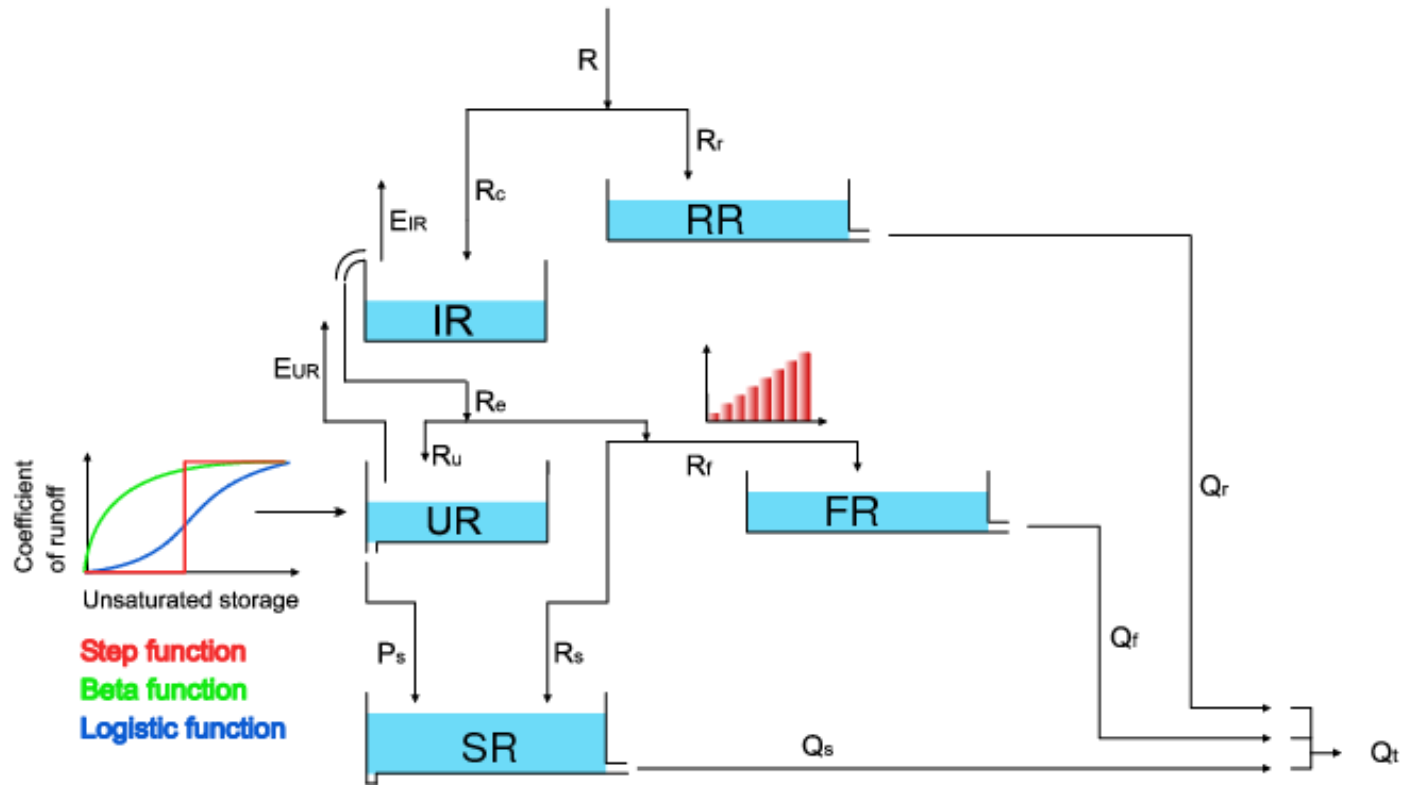 R
Rr
Rc
RR
EIR
IR
EUR
Re
Ru
Rf
Qr
UR
FR
Coefficient
of runoff
Unsaturated storage
Step function
Beta function
Logistic function
Ps
Rs
Qf
SR
Qs
Qt